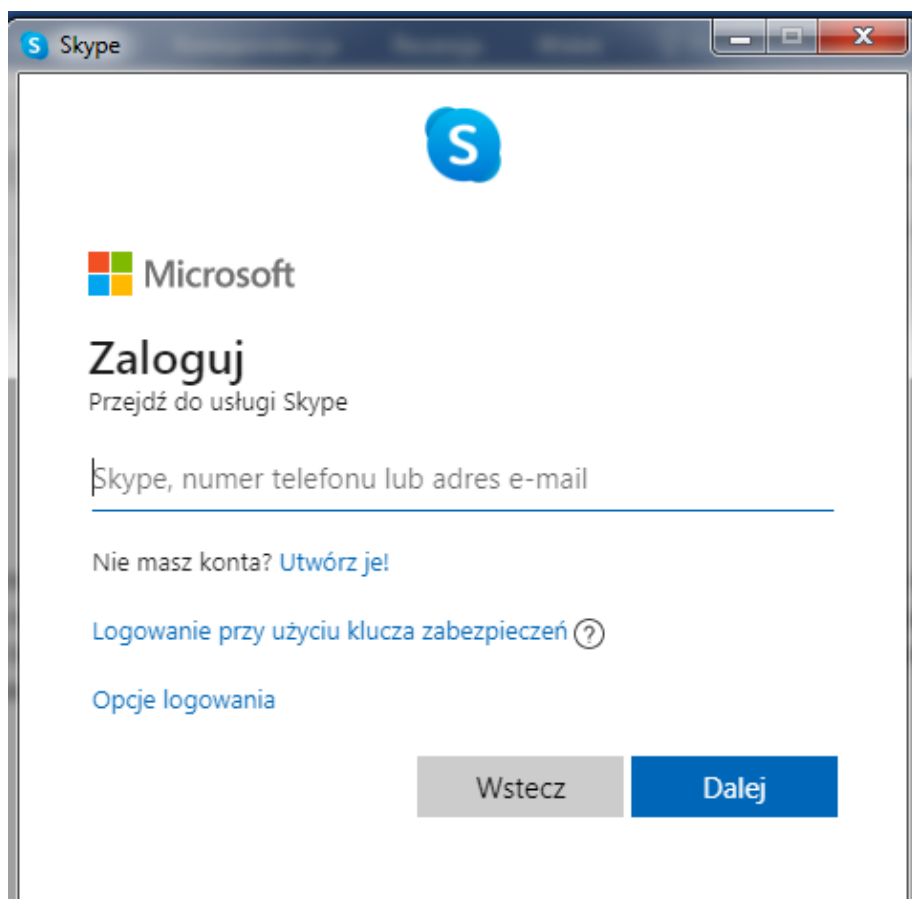 Skype
S
Microsoft
Zaloguj
Przejdź do usługi Skype
Skype, numer telefonu lub adres e-mail
Nie masz konta? Utwórz je!
Logowanie przy użyciu klucza zabezpieczeń ?
Opcje logowania
Wstecz Dalej